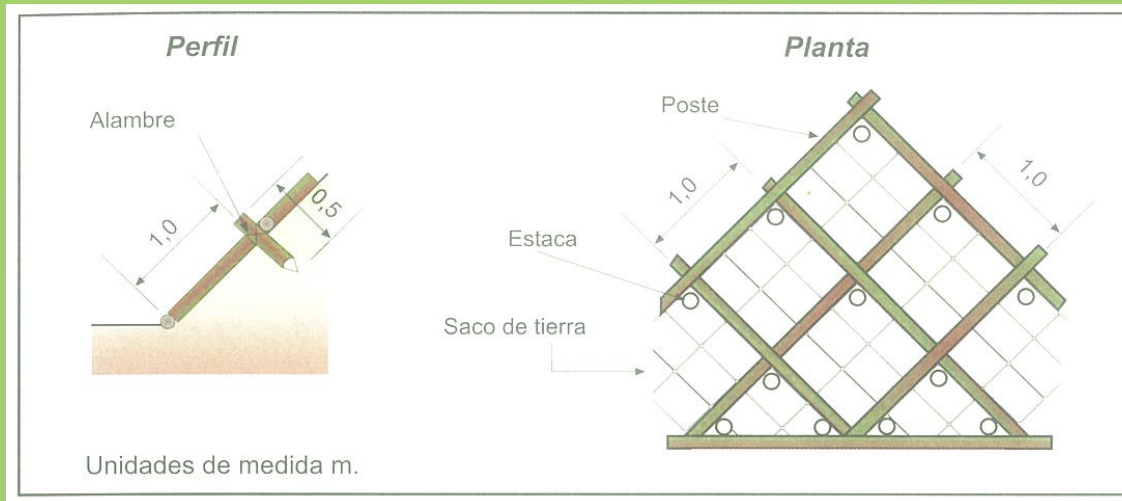 Perfil
Planta
Alambre
1,0
0,5
Poste
1,0
1,0
Estaca
Saco de tierra
Unidades de medida m.